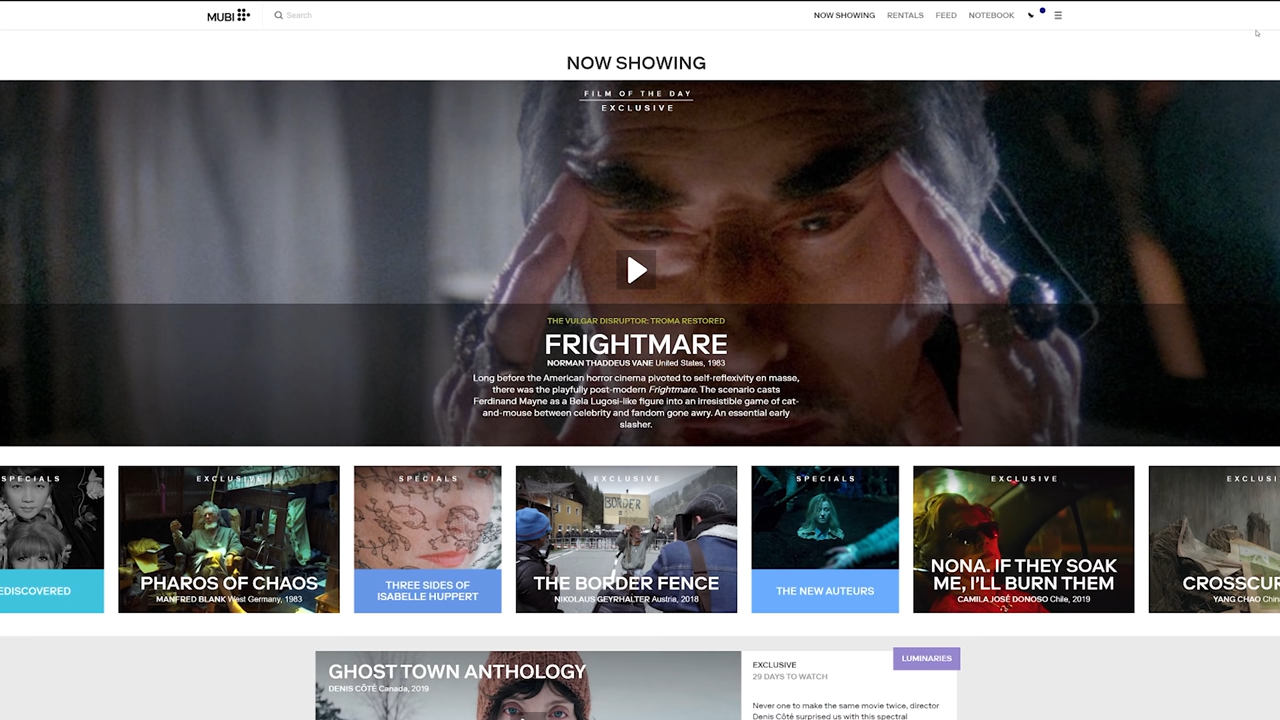 MUBI
Search
NOW SHOWING
RENTALS
FEED
NOTEBOOK
NOW SHOWING
FILM OF THE DAY
EXCLUSIVE
THE VULGAR DISRUPTOR: TROMA RESTORED
FRIGHTMARE
NORMAN THADDEUS VANE United States, 1983
Long before the American horror cinema pivoted to self-reflexivity en masse,
there was the playfully post-modern Frightmare. The scenario casts
Ferdinand Mayne as a Bela Lugosi-like figure into an irresistible game of cat-
and-mouse between celebrity and fandom gone awry. An essential early
slasher.
SPECIALS
EDISCOVERED
EXCLUSIVE
PHAROS OF CHAOS
MANFRED BLANK West Germany, 1983
SPECIALS
THREE SIDES OF
ISABELLE HUPPERT
EXCLUSIVE
BORDER
THE BORDER FENCE
NIKOLAUS GEYRHALTER Austria, 2018
SPECIALS
THE NEW AUTEURS
EXCLUSIVE
NONA. IF THEY SOAK
ME, I'LL BURN THEM
CAMILA JOSÉ DONOSO Chile, 2019
EXCLUSI
CROSSCUR
YANG CHAO Chin
GHOST TOWN ANTHOLOGY
DENIS CÔTÉ Canada, 2019
EXCLUSIVE
29 DAYS TO WATCH
LUMINARIES
Never one to make the same movie twice, director
Denis Côté surprised us with this spectral